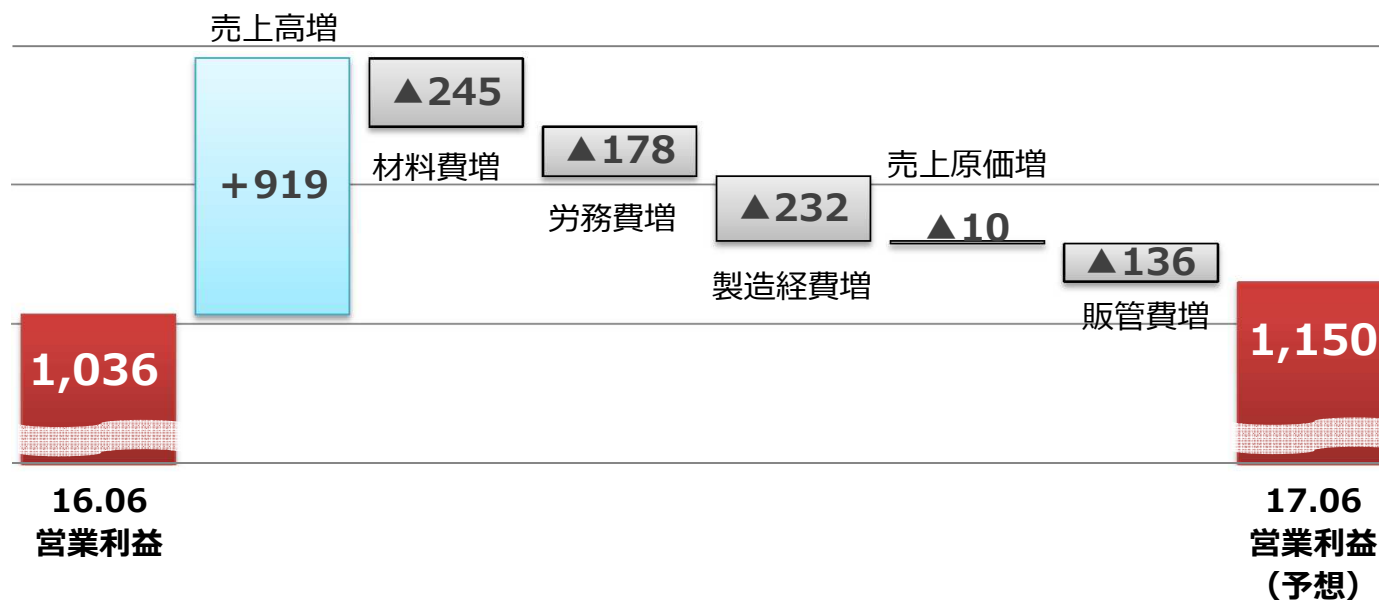 売上高増
+919
▲245
材料費増
▲178
労務費増
▲232
製造経費増
売上原価増
▲10
▲136
販管費増
1,036
16.06
営業利益
1,150
17.06
営業利益
(予想)